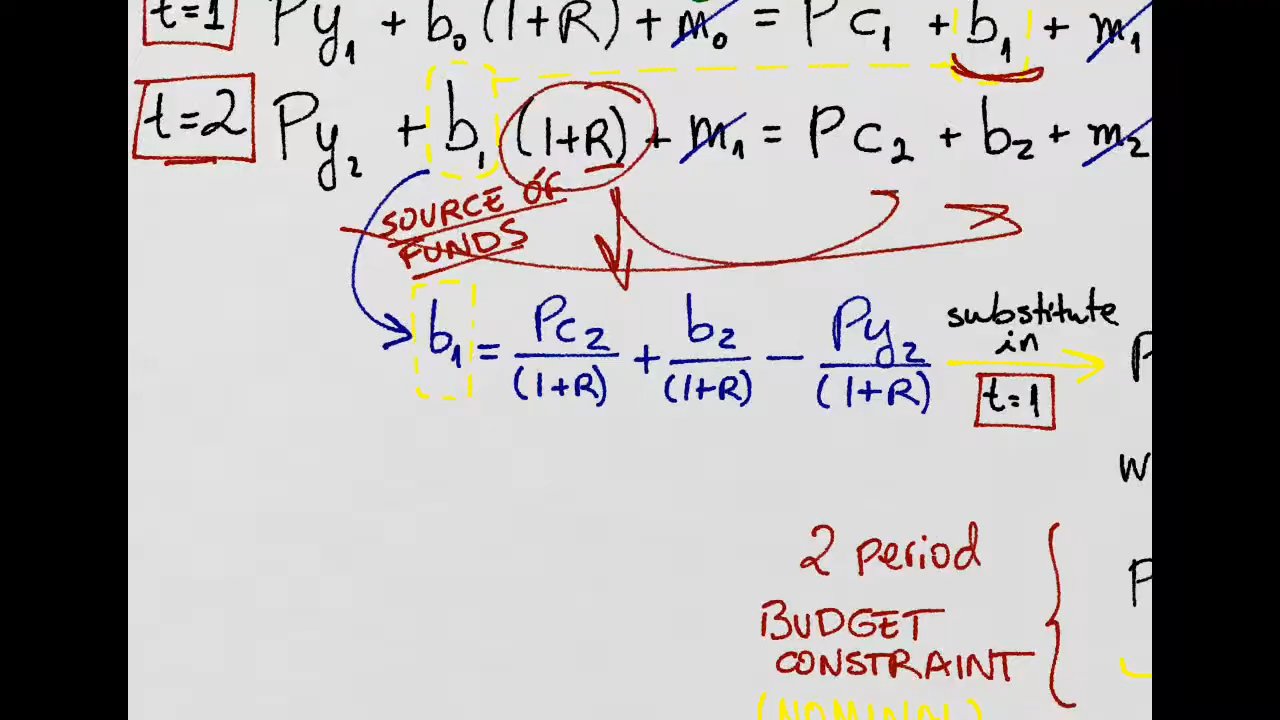 t=1 Py₁ + b₀ (1+R) + m₀ = Pc₁ + b₁ + m₁
t=2 Py₂ + b₁ (1+R) + m₁ = Pc₂ + b₂ + m₂
SOURCE OF
FUNDS
b₁ = Pc₂/(1+R) + b₂/(1+R) − Py₂/(1+R) substitute in t=1 P
W
2 period P
BUDGET
CONSTRAINT
(NOMINAL)